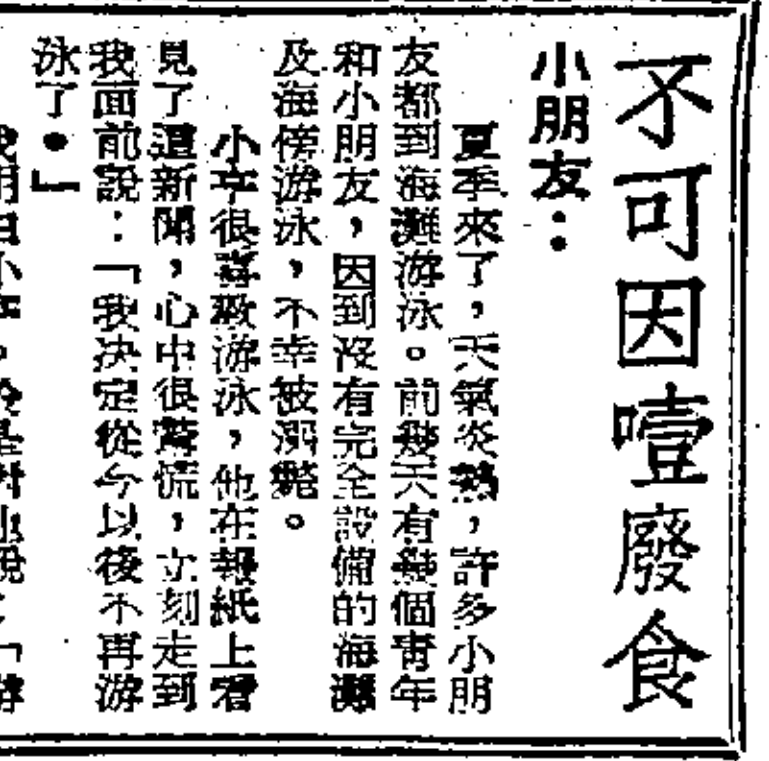 不可因噎廢食
小朋友：
夏季來了，天氣炎熱，許多小朋
友都到海灘游泳。前幾天有幾個青年
和小朋友，因到沒有完全設備的海灘
及海傍游泳，不幸被溺斃。
小亭很喜歡游泳，他在報紙上看
見了這新聞，心中很驚慌，立刻走到
我面前說：「我决定從今以後不再游
泳了。」